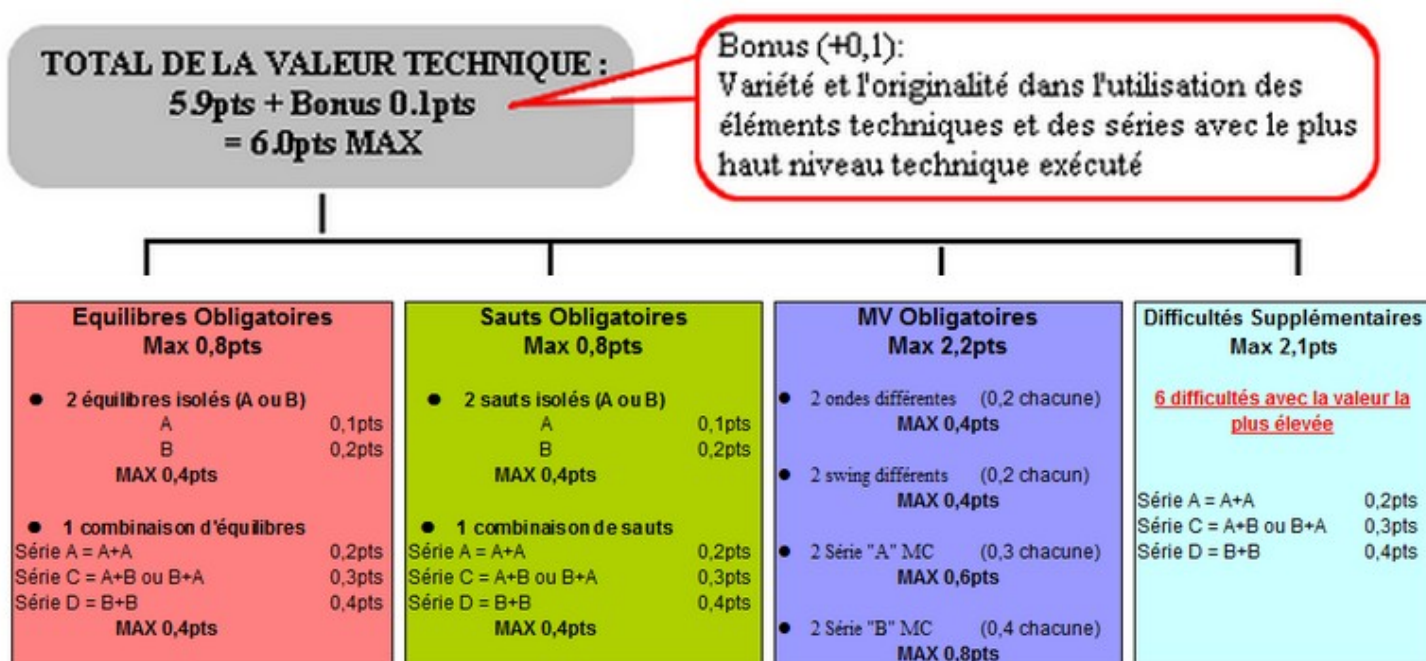 TOTAL DE LA VALEUR TECHNIQUE :
5.9pts + Bonus 0.1pts
= 6.0pts MAX
Bonus (+0,1):
Variété et l'originalité dans l'utilisation des
éléments techniques et des séries avec le plus
haut niveau technique exécuté
Equilibres Obligatoires
Max 0,8pts
● 2 équilibres isolés (A ou B)
A 0,1pts
B 0,2pts
MAX 0,4pts
● 1 combinaison d'équilibres
Série A = A+A 0,2pts
Série C = A+B ou B+A 0,3pts
Série D = B+B 0,4pts
MAX 0,4pts
Sauts Obligatoires
Max 0,8pts
● 2 sauts isolés (A ou B)
A 0,1pts
B 0,2pts
MAX 0,4pts
● 1 combinaison de sauts
Série A = A+A 0,2pts
Série C = A+B ou B+A 0,3pts
Série D = B+B 0,4pts
MAX 0,4pts
MV Obligatoires
Max 2,2pts
● 2 ondes différentes (0,2 chacune)
MAX 0,4pts
● 2 swing différents (0,2 chacun)
MAX 0,4pts
● 2 Série "A" MC (0,3 chacune)
MAX 0,6pts
● 2 Série "B" MC (0,4 chacune)
MAX 0,8pts
Difficultés Supplémentaires
Max 2,1pts
6 difficultés avec la valeur la
plus élevée
Série A = A+A 0,2pts
Série C = A+B ou B+A 0,3pts
Série D = B+B 0,4pts